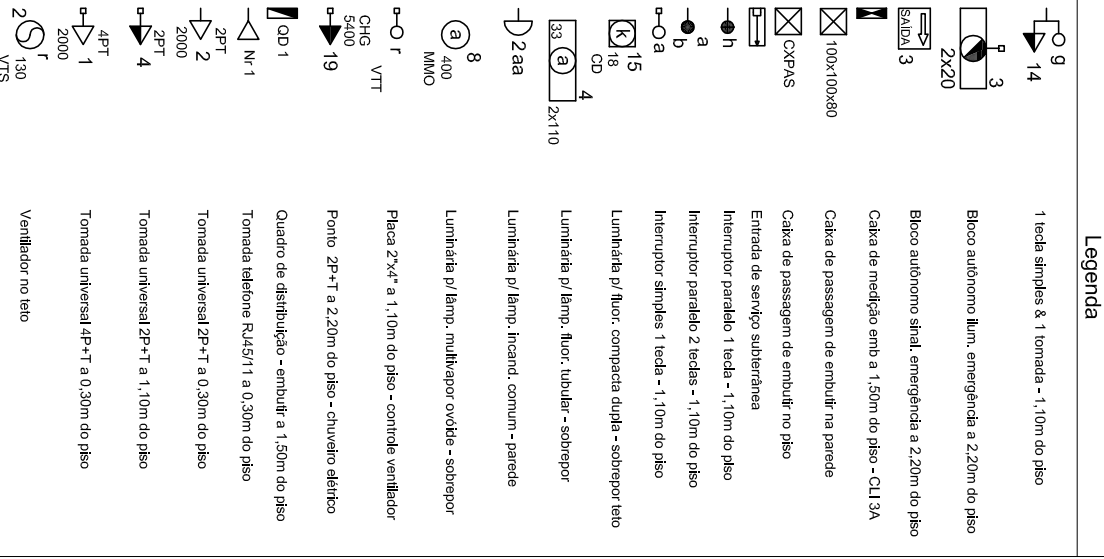 Legenda
g
14
1 tecla simples & 1 tomada - 1,10m do piso
3
2x20
Bloco autônomo ilum. emergência a 2,20m do piso
SAÍDA
3
Bloco autônomo sinal. emergência a 2,20m do piso
Caixa de medição emb a 1,50m do piso - CLI 3A
100x100x80
Caixa de passagem de embutir na parede
CXPAS
Caixa de passagem de embutir no piso
Entrada de serviço subterrânea
h
Interruptor paralelo 1 tecla - 1,10m do piso
a
b
Interruptor paralelo 2 teclas - 1,10m do piso
a
Interruptor simples 1 tecla - 1,10m do piso
k
15
18
CD
Luminária p/ fluor. compacta dupla - sobrepor teto
33
a
4
2x110
Luminária p/ lâmp. fluor. tubular - sobrepor
2 aa
Luminária p/ lâmp. incand. comum - parede
a
8
400
MMO
Luminária p/ lâmp. multivapor ovóide - sobrepor
r
VTT
Placa 2"x4" a 1,10m do piso - controle ventilador
CHG
5400
19
Ponto 2P+T a 2,20m do piso - chuveiro elétrico
QD 1
Quadro de distribuição - embutir a 1,50m do piso
Nr 1
Tomada telefone RJ45/11 a 0,30m do piso
2PT
2000
2
Tomada universal 2P+T a 0,30m do piso
2PT
4
Tomada universal 2P+T a 1,10m do piso
4PT
2000
1
Tomada universal 4P+T a 0,30m do piso
2
r
130
VTS
Ventilador no teto